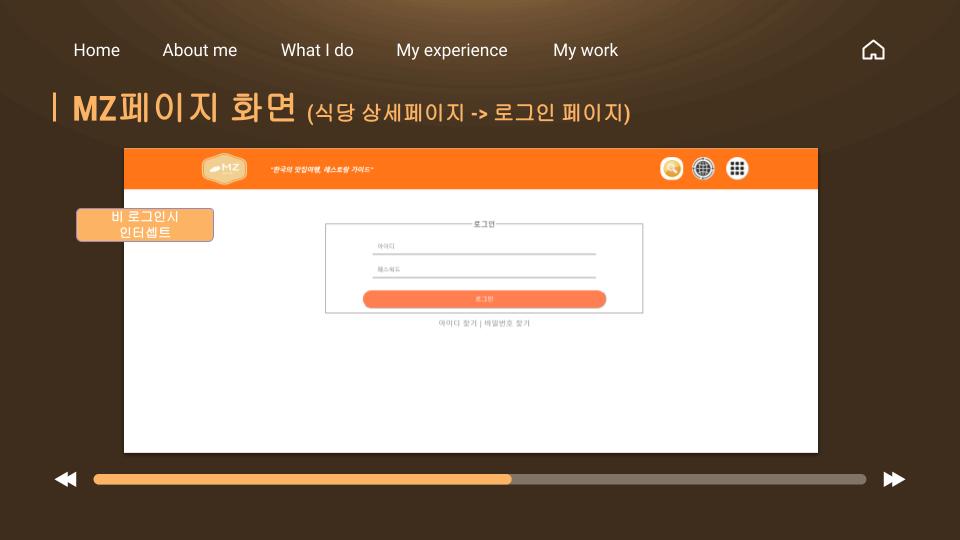 Home About me What I do My experience My work
MZ페이지 화면 (식당 상세페이지 -> 로그인 페이지)
MZ
"한국의 맛집여행, 레스토랑 가이드"
비 로그인시
인터셉트
로그인
아이디
패스워드
로그인
아이디 찾기 | 비밀번호 찾기